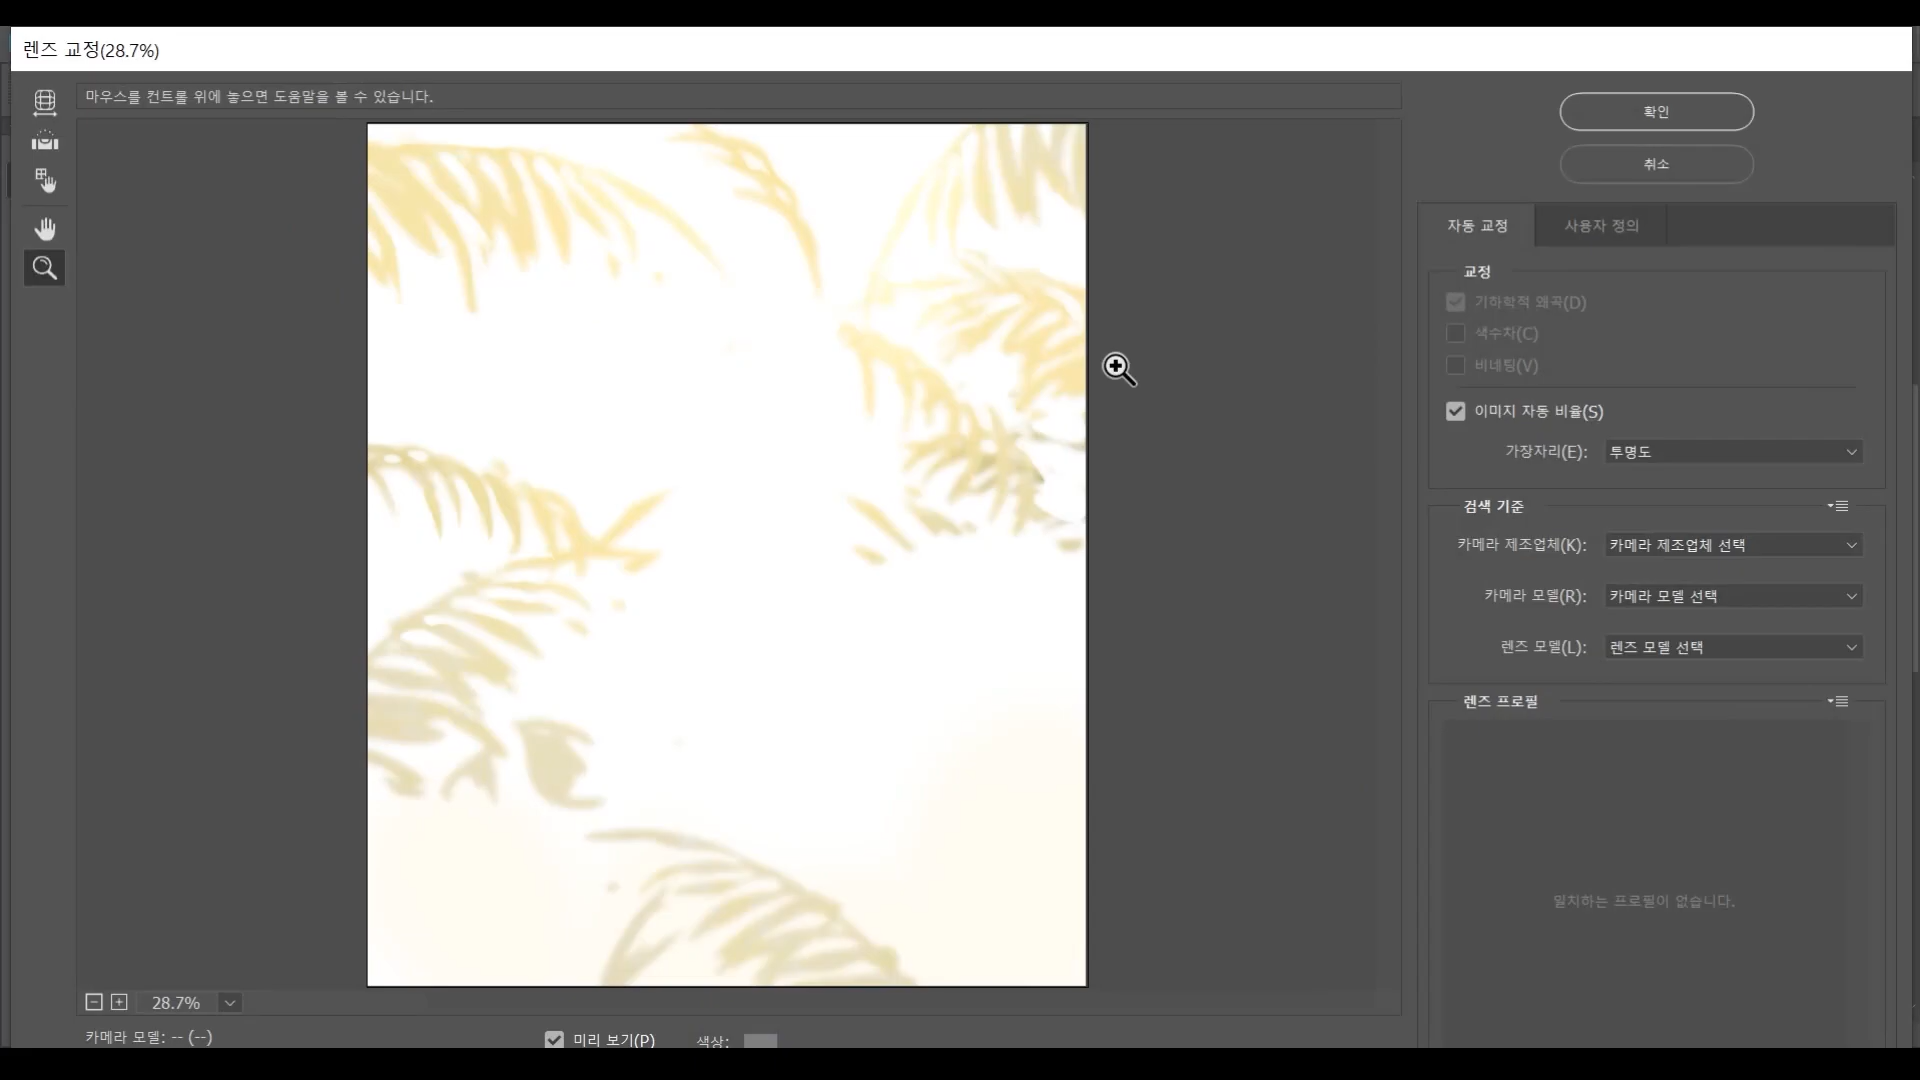 렌즈 교정(28.7%)
마우스를 컨트롤 위에 놓으면 도움말을 볼 수 있습니다.
확인
취소
자동 교정
사용자 정의
교정
기하학적 왜곡(D)
색수차(C)
비네팅(V)
이미지 자동 비율(S)
가장자리(E): 투명도
검색 기준
카메라 제조업체(K): 카메라 제조업체 선택
카메라 모델(R): 카메라 모델 선택
렌즈 모델(L): 렌즈 모델 선택
렌즈 프로필
일치하는 프로필이 없습니다.
28.7%
카메라 모델: -- (--)
미리 보기(P)
색상: